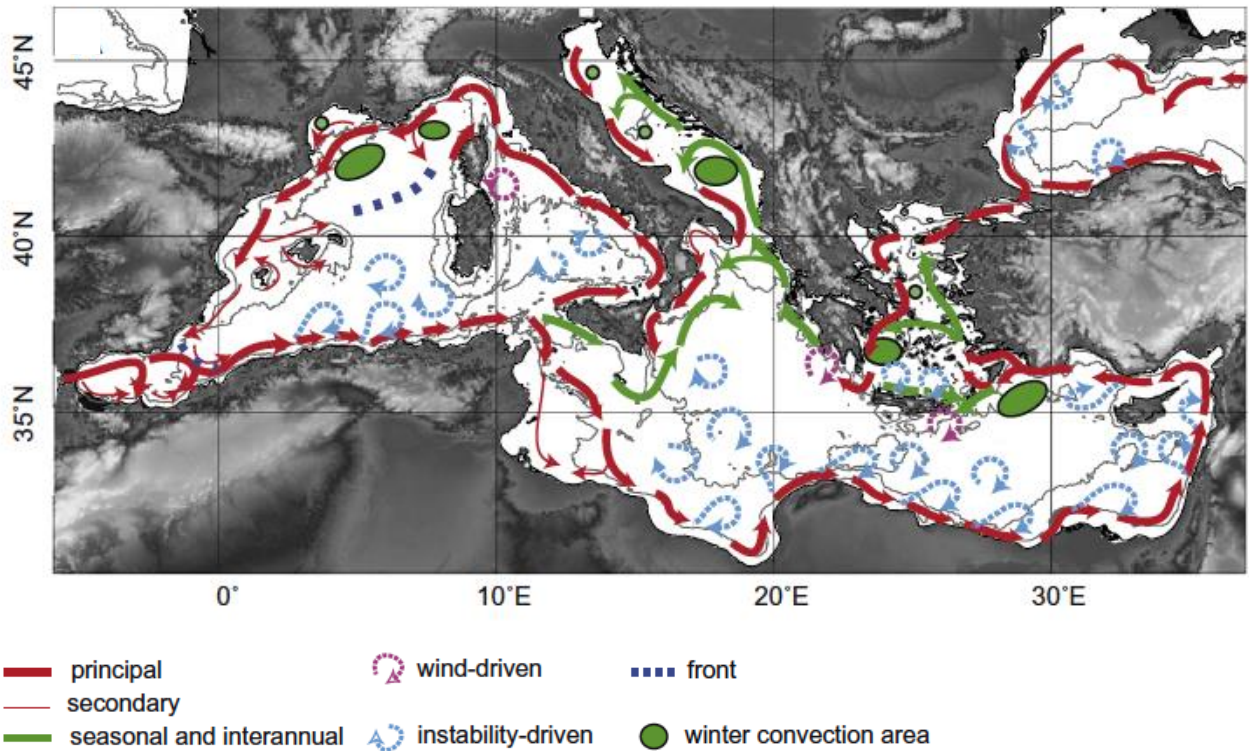 45˚N
40˚N
35˚N
0˚ 10˚E 20˚E 30˚E
principal wind-driven front
secondary
seasonal and interannual instability-driven winter convection area